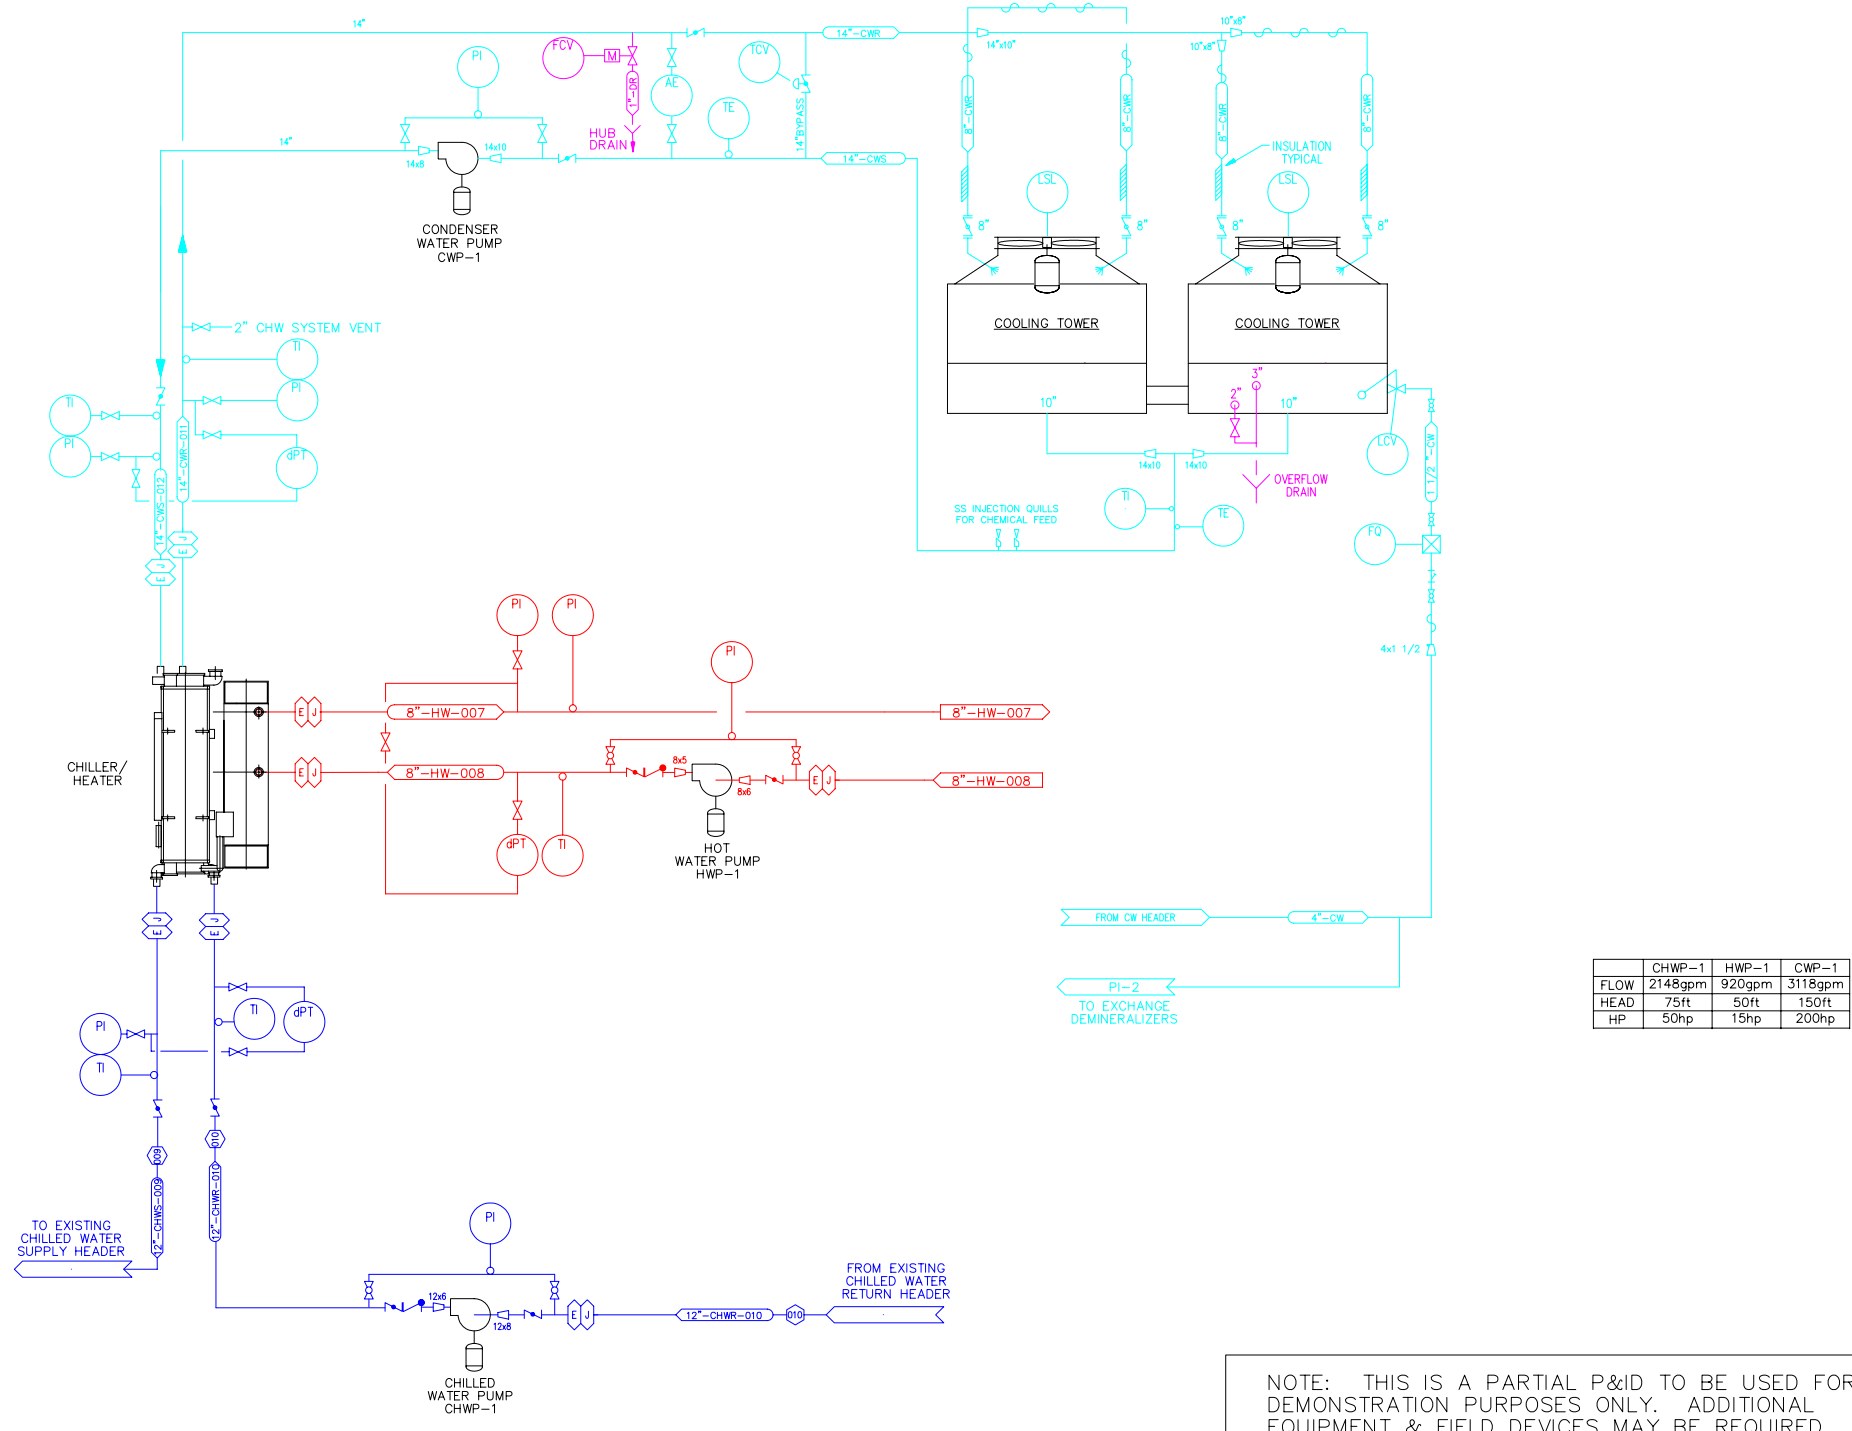 14"
10"x8"
14"-CWR
14"x10"
10"x8"
FCV
M
PI
TCV
1"-DR
AE
TE
14"BYPASS
8"-CWR
8"-CWR
8"-CWR
8"-CWR
HUB
DRAIN
14"
14x8
14x10
14"-CWS
INSULATION
TYPICAL
LSL
LSL
8"
8"
8"
8"
CONDENSER
WATER PUMP
CWP-1
COOLING TOWER
COOLING TOWER
2" CHW SYSTEM VENT
TI
PI
TI
PI
dPT
14"-CWR-011
14"-CWS-012
E J
E J
10"
2"
3"
10"
LCV
1 1/2"-CW
14x10
14x10
OVERFLOW
DRAIN
TI
TE
SS INJECTION QUILLS
FOR CHEMICAL FEED
FQ
4x1 1/2
PI
PI
PI
E J
8"-HW-007
8"-HW-007
CHILLER/
HEATER
E J
8"-HW-008
8x5
8x6
E J
8"-HW-008
dPT
TI
HOT
WATER PUMP
HWP-1
FROM CW HEADER
4"-CW
PI-2
TO EXCHANGE
DEMINERALIZERS
CHWP-1 HWP-1 CWP-1
FLOW 2148gpm 920gpm 3118gpm
HEAD 75ft 50ft 150ft
HP 50hp 15hp 200hp
E J
E J
PI
TI
TI
dPT
009
010
12"-CHWS-009
12"-CHWR-010
TO EXISTING
CHILLED WATER
SUPPLY HEADER
PI
12x6
12x8
E J
12"-CHWR-010
010
FROM EXISTING
CHILLED WATER
RETURN HEADER
CHILLED
WATER PUMP
CHWP-1
NOTE: THIS IS A PARTIAL P&ID TO BE USED FOR
DEMONSTRATION PURPOSES ONLY. ADDITIONAL
EQUIPMENT & FIELD DEVICES MAY BE REQUIRED